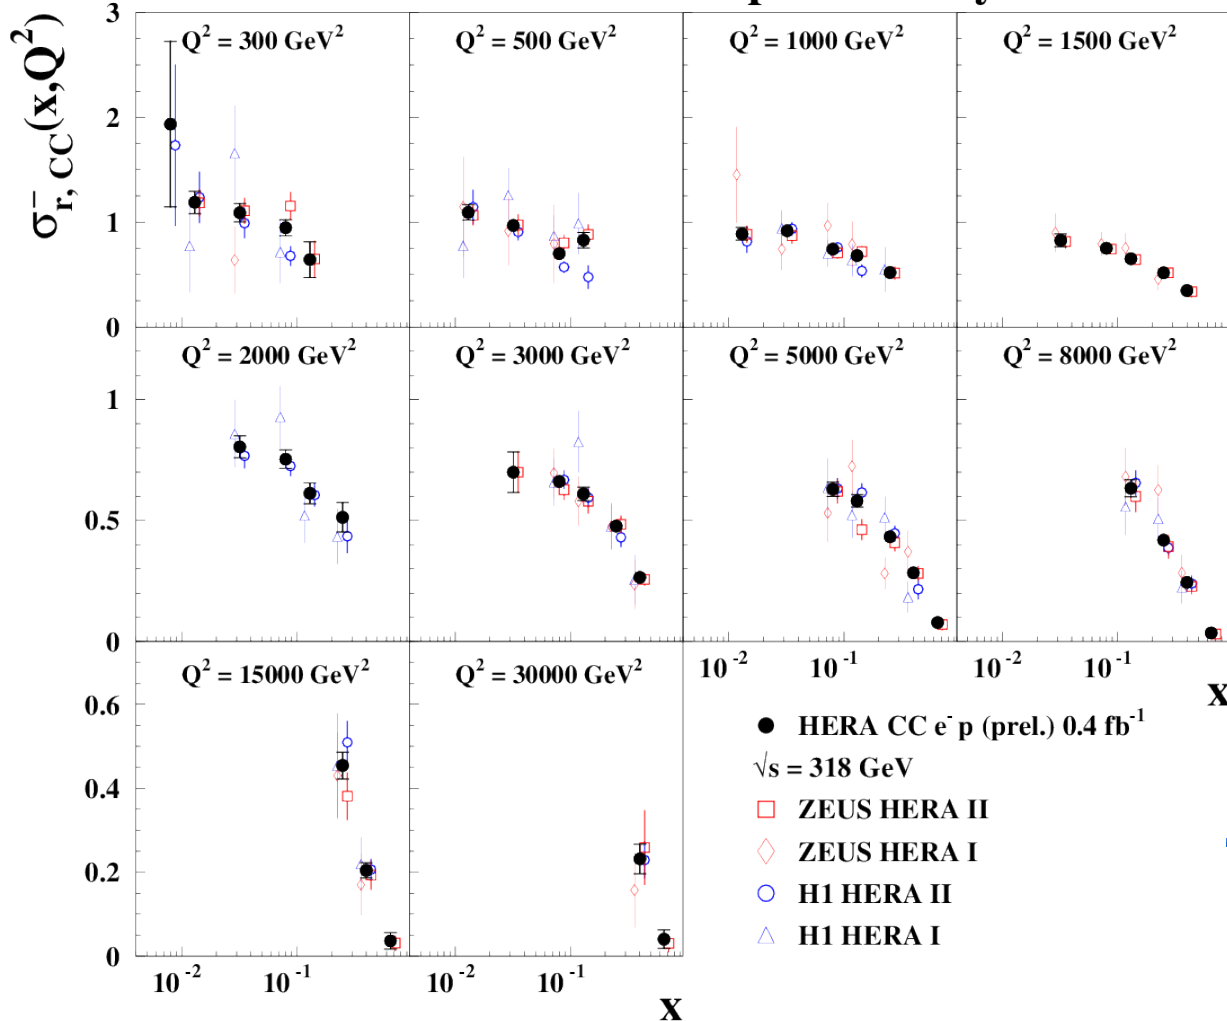 σ⁻r, CC(x,Q²)
3
2
1
0
Q² = 300 GeV²
Q² = 500 GeV²
Q² = 1000 GeV²
Q² = 1500 GeV²
1
0.5
0
Q² = 2000 GeV²
Q² = 3000 GeV²
Q² = 5000 GeV²
Q² = 8000 GeV²
10⁻² 10⁻¹ 10⁻² 10⁻¹
x
0.6
0.4
0.2
0
Q² = 15000 GeV²
Q² = 30000 GeV²
10⁻² 10⁻¹ 10⁻² 10⁻¹
x
HERA CC e⁻p (prel.) 0.4 fb⁻¹
√s = 318 GeV
ZEUS HERA II
ZEUS HERA I
H1 HERA II
H1 HERA I